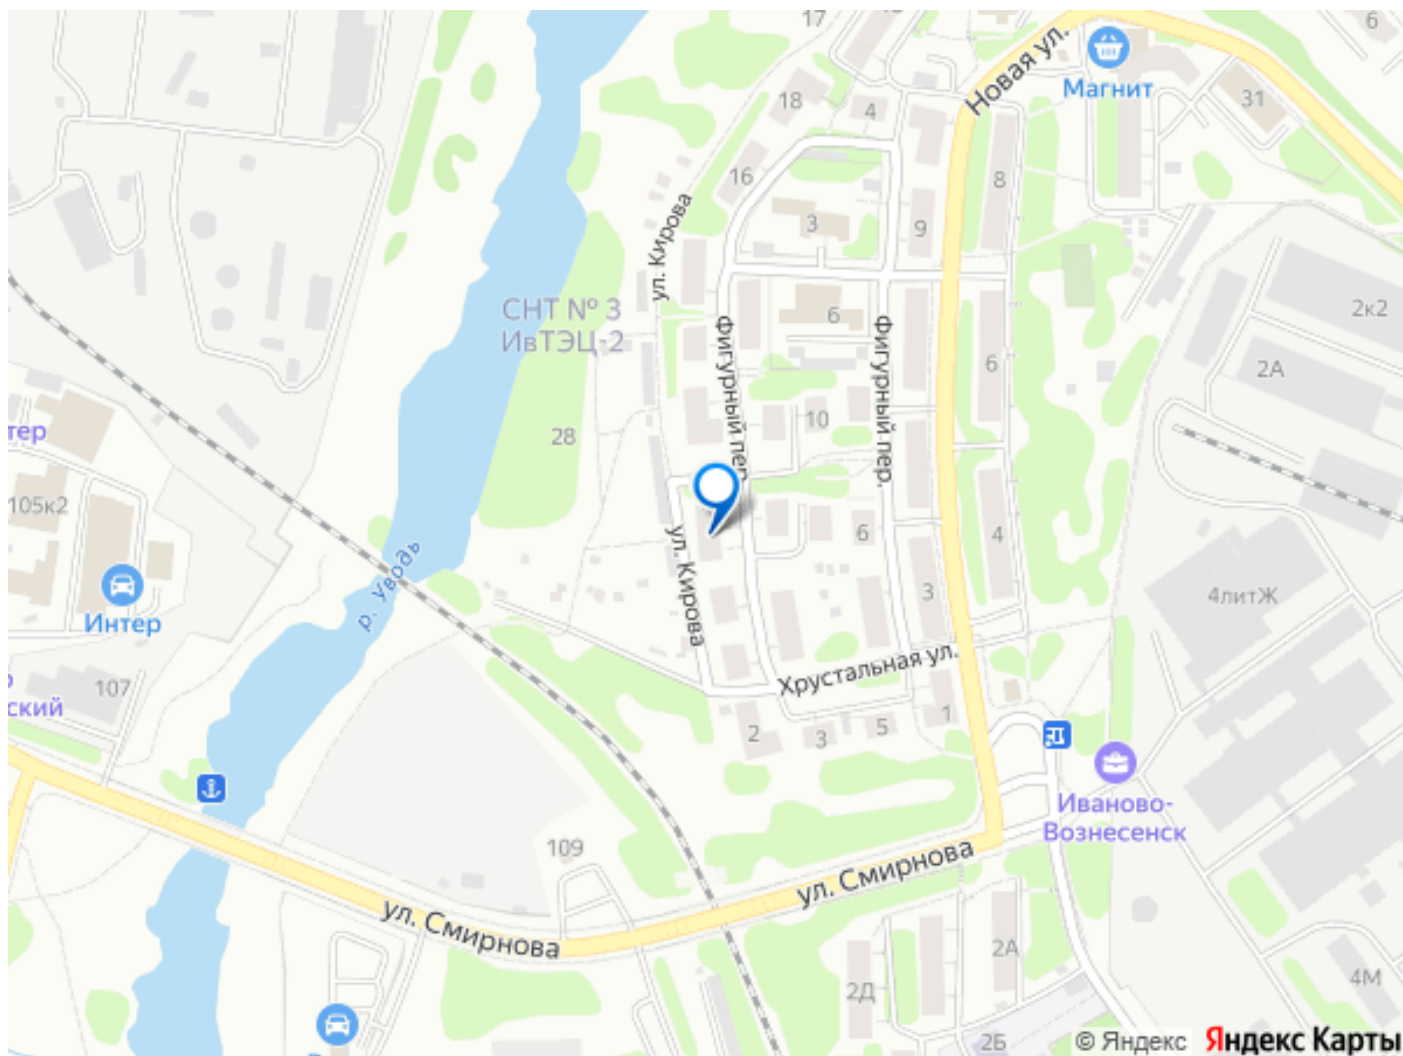 17
6
Новая ул.
Магнит
18
4
31
16
8
ул. Кирова
3
9
СНТ № 3
ИвТЭЦ-2
6
2к2
Фигурный пер.
Фигурный пер.
6
2А
28
10
тер
105к2
6
4
р. Уводь
ул. Кирова
3
4литЖ
Интер
107
ский
Хрустальная ул.
2
3
5
1
Иваново-
Вознесенск
109
ул. Смирнова
ул. Смирнова
2А
2Д
4М
2Б
© Яндекс
Яндекс Карты